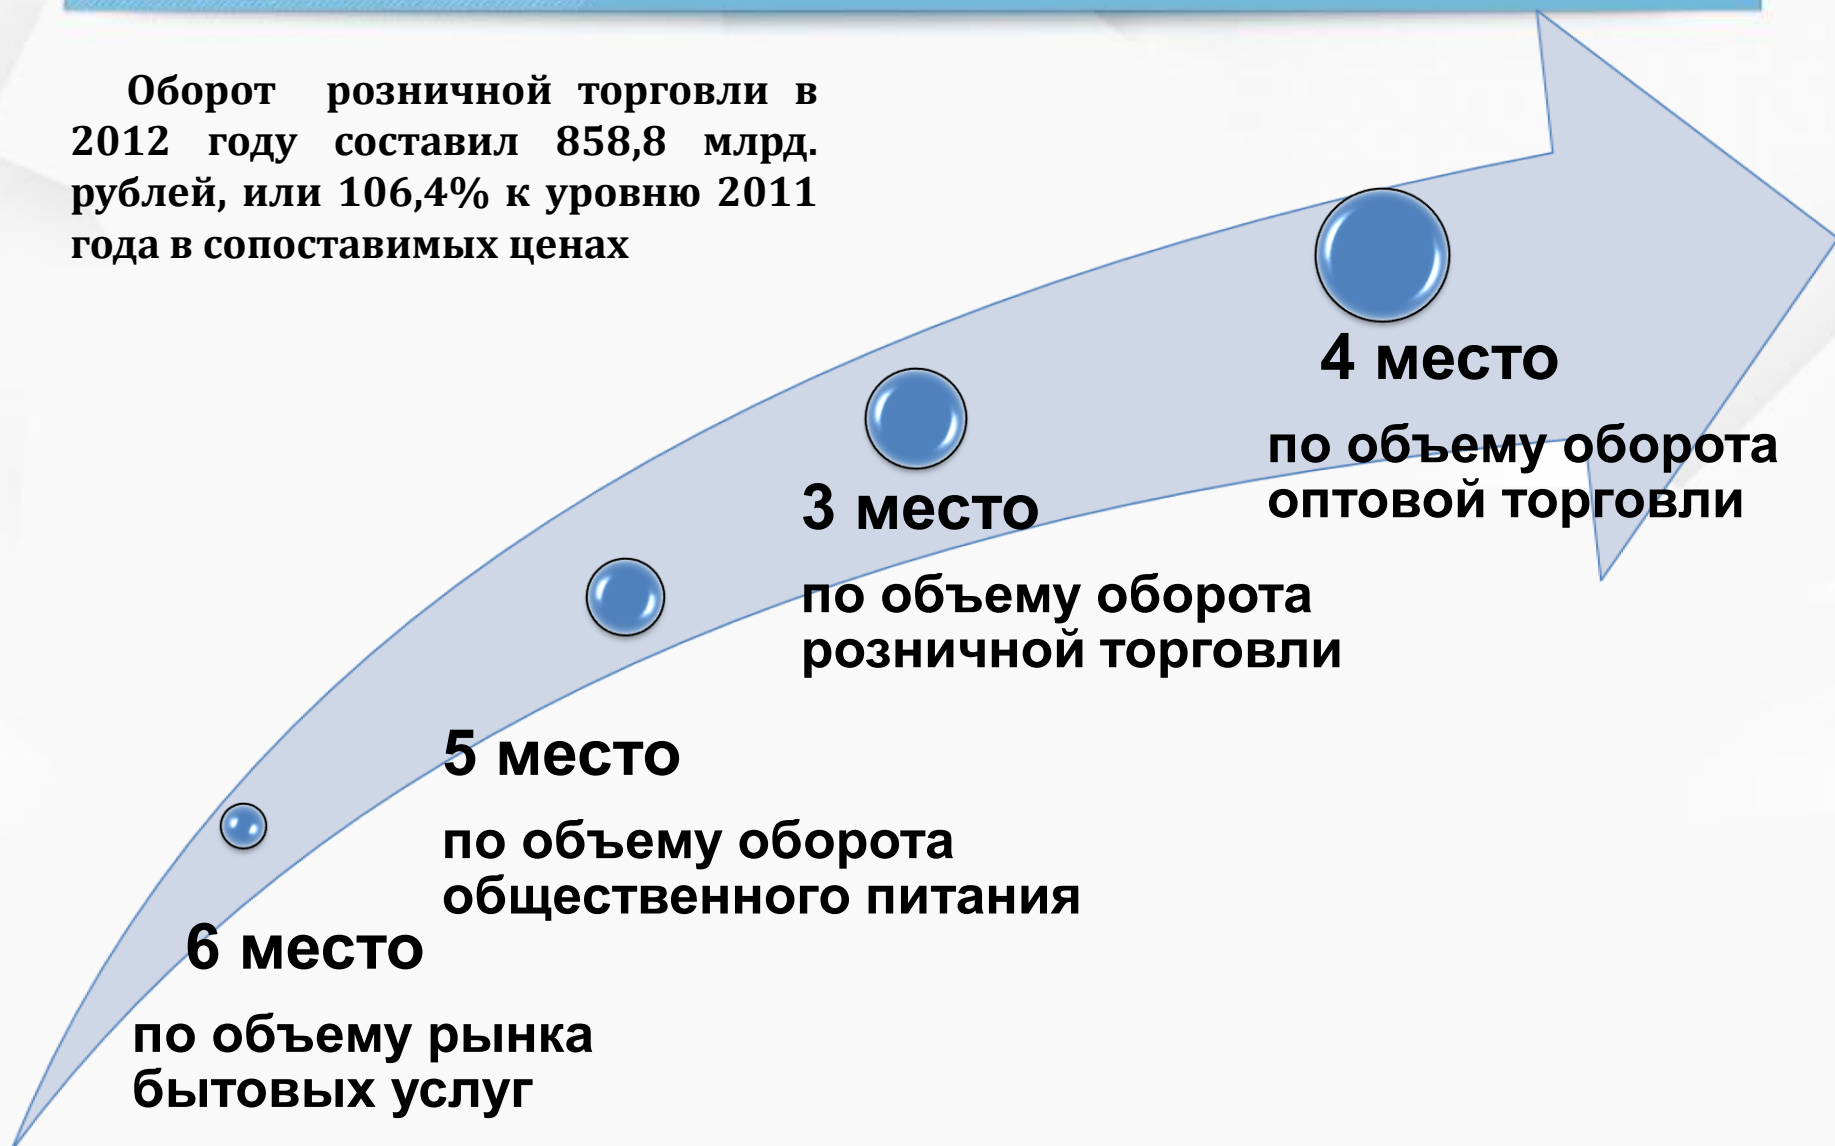 Оборот розничной торговли в
2012 году составил 858,8 млрд.
рублей, или 106,4% к уровню 2011
года в сопоставимых ценах
4 место
по объему оборота
оптовой торговли
3 место
по объему оборота
розничной торговли
5 место
по объему оборота
общественного питания
6 место
по объему рынка
бытовых услуг